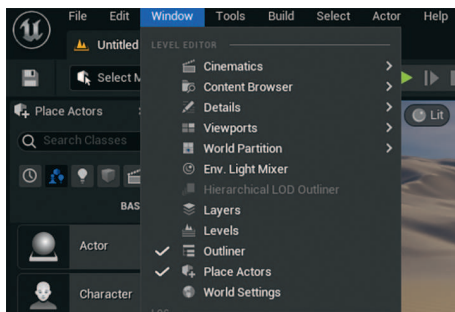 File Edit Window Tools Build Select Actor Help
Untitled
LEVEL EDITOR
Select M
Cinematics
Content Browser
Place Actors
Details
Lit
Viewports
Search Classes
World Partition
Env. Light Mixer
Hierarchical LOD Outliner
BAS
Layers
Levels
Actor
Outliner
Place Actors
Character
World Settings